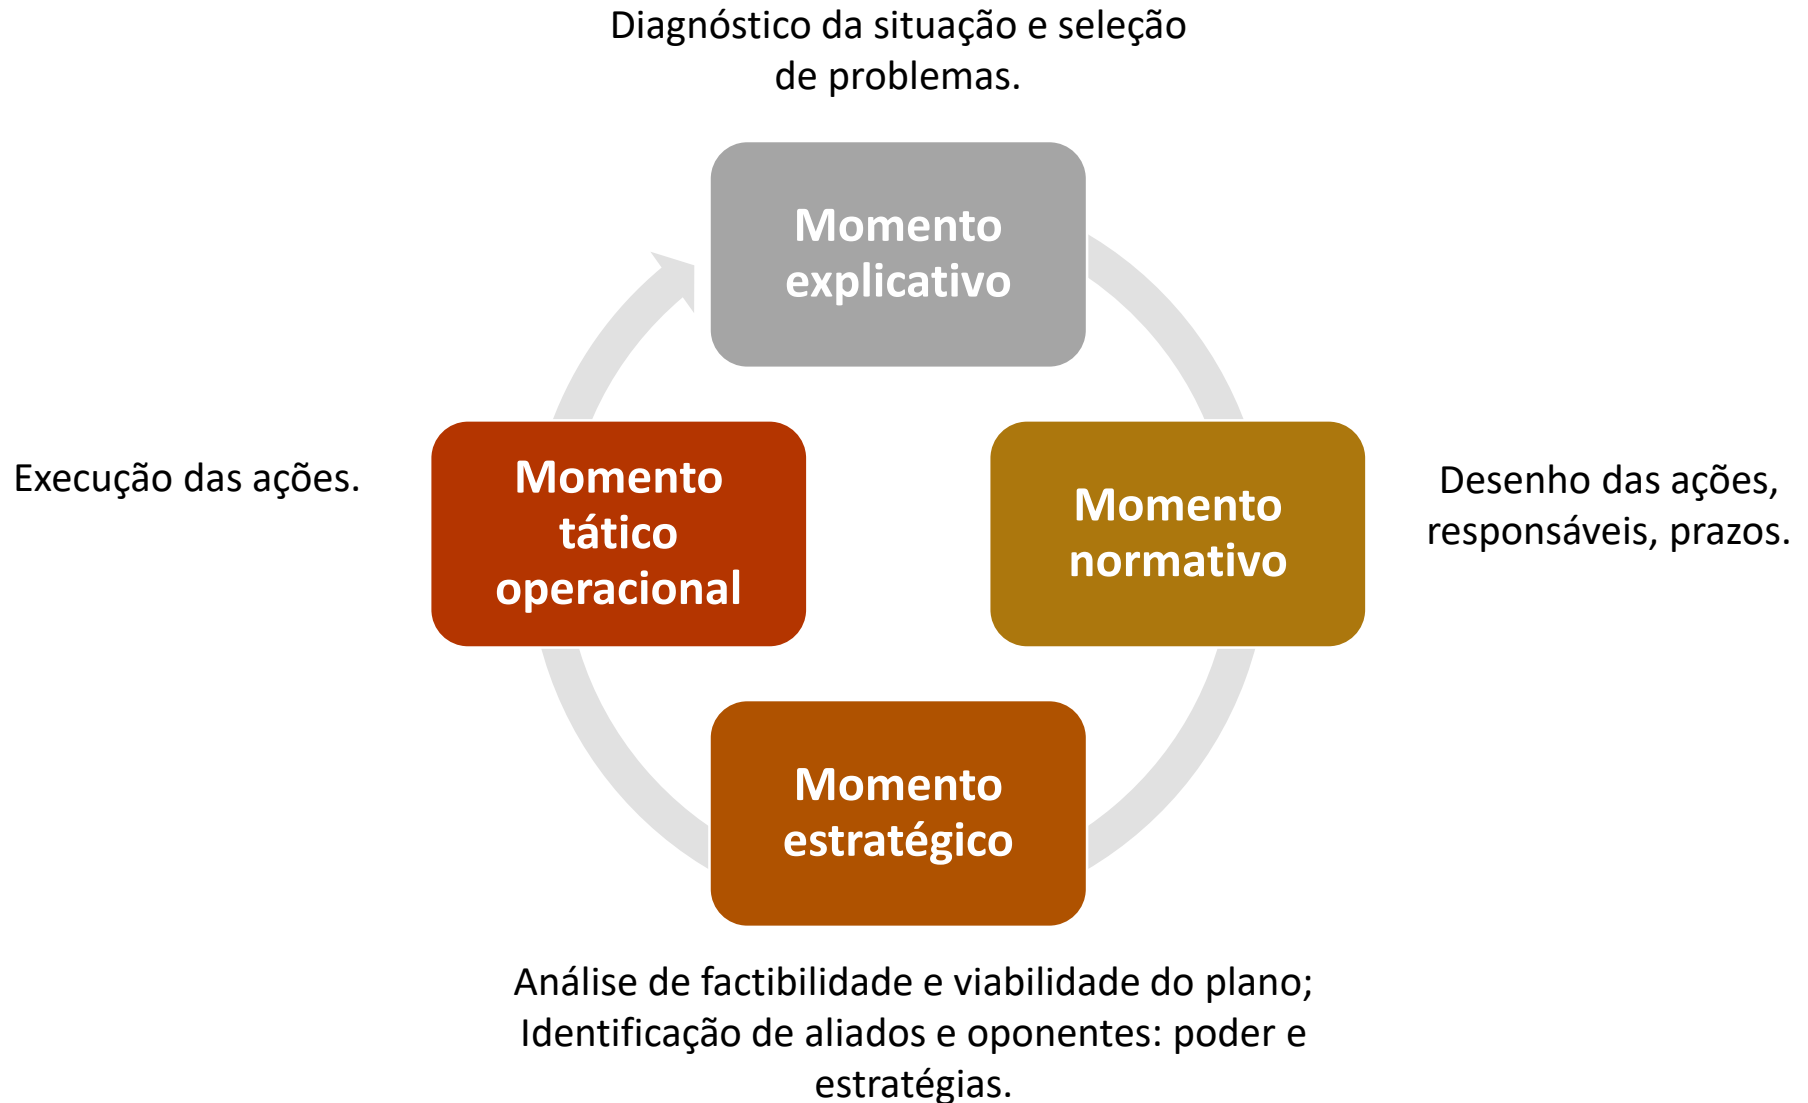 Diagnóstico da situação e seleção
de problemas.
Momento
explicativo
Execução das ações.
Momento
tático
operacional
Momento
normativo
Desenho das ações,
responsáveis, prazos.
Momento
estratégico
Análise de factibilidade e viabilidade do plano;
Identificação de aliados e oponentes: poder e
estratégias.